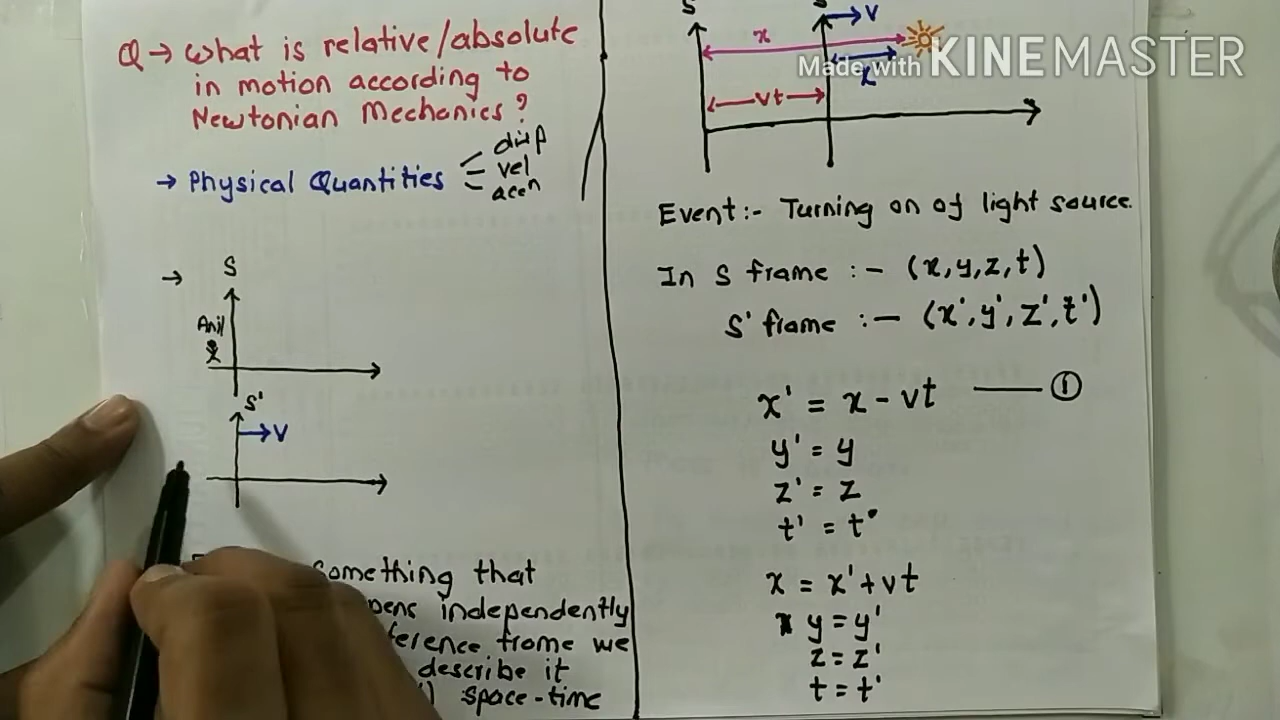 Q → What is relative/absolute
in motion according to
Newtonian Mechanics?
→ Physical Quantities
disp
vel
accn
→
S
Anil
S'
V
something that
independently
frame we
describe it
space-time
S
V
x
vt
Made with KINEMASTER
Event:- Turning on of light source.
In S frame :- (x, y, z, t)
S' frame :- (x', y', z', t')
x' = x - vt —— ①
y' = y
z' = z
t' = t
x = x' + vt
y = y'
z = z'
t = t'